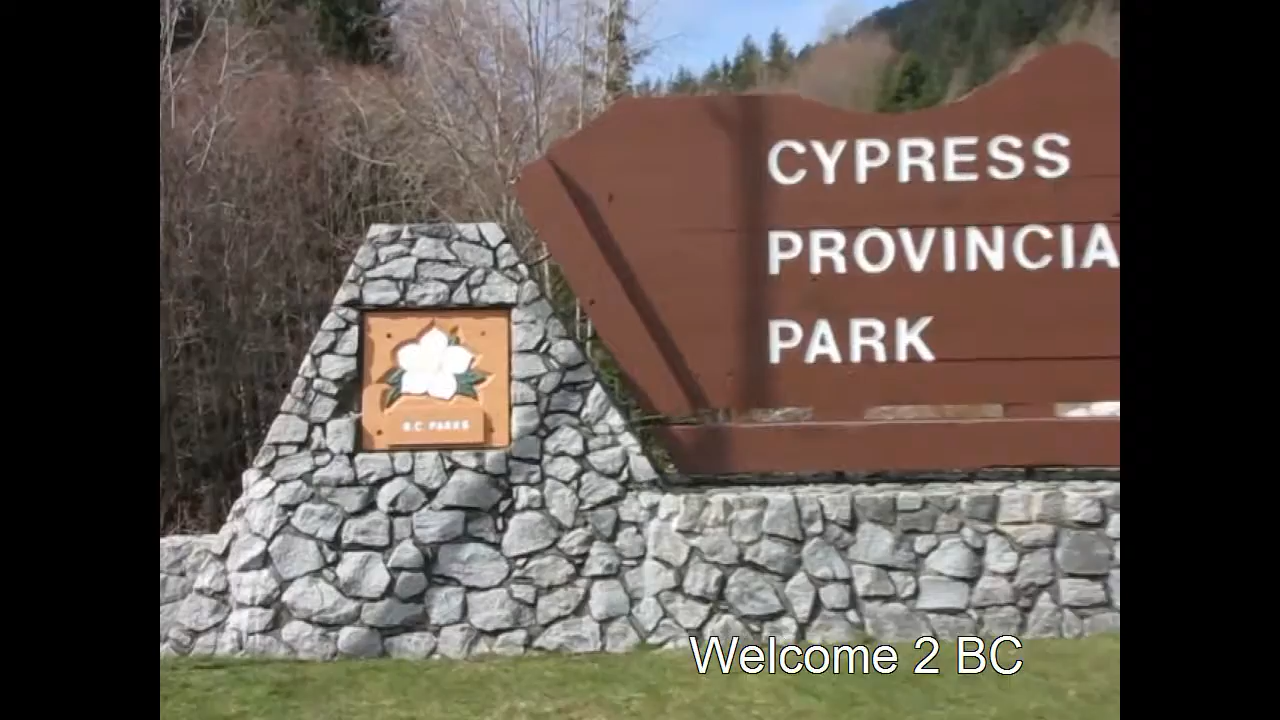 CYPRESS
PROVINCIA
PARK
B.C. PARKS
Welcome 2 BC